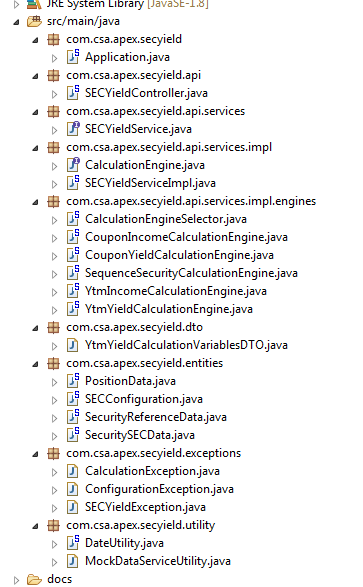 JRE System Library [JavaSE-1.8]
src/main/java
com.csa.apex.secyield
Application.java
com.csa.apex.secyield.api
SECYieldController.java
com.csa.apex.secyield.api.services
SECYieldService.java
com.csa.apex.secyield.api.services.impl
CalculationEngine.java
SECYieldServiceImpl.java
com.csa.apex.secyield.api.services.impl.engines
CalculationEngineSelector.java
CouponIncomeCalculationEngine.java
CouponYieldCalculationEngine.java
SequenceSecurityCalculationEngine.java
YtmIncomeCalculationEngine.java
YtmYieldCalculationEngine.java
com.csa.apex.secyield.dto
YtmYieldCalculationVariablesDTO.java
com.csa.apex.secyield.entities
PositionData.java
SECConfiguration.java
SecurityReferenceData.java
SecuritySECData.java
com.csa.apex.secyield.exceptions
CalculationException.java
ConfigurationException.java
SECYieldException.java
com.csa.apex.secyield.utility
DateUtility.java
MockDataServiceUtility.java
docs